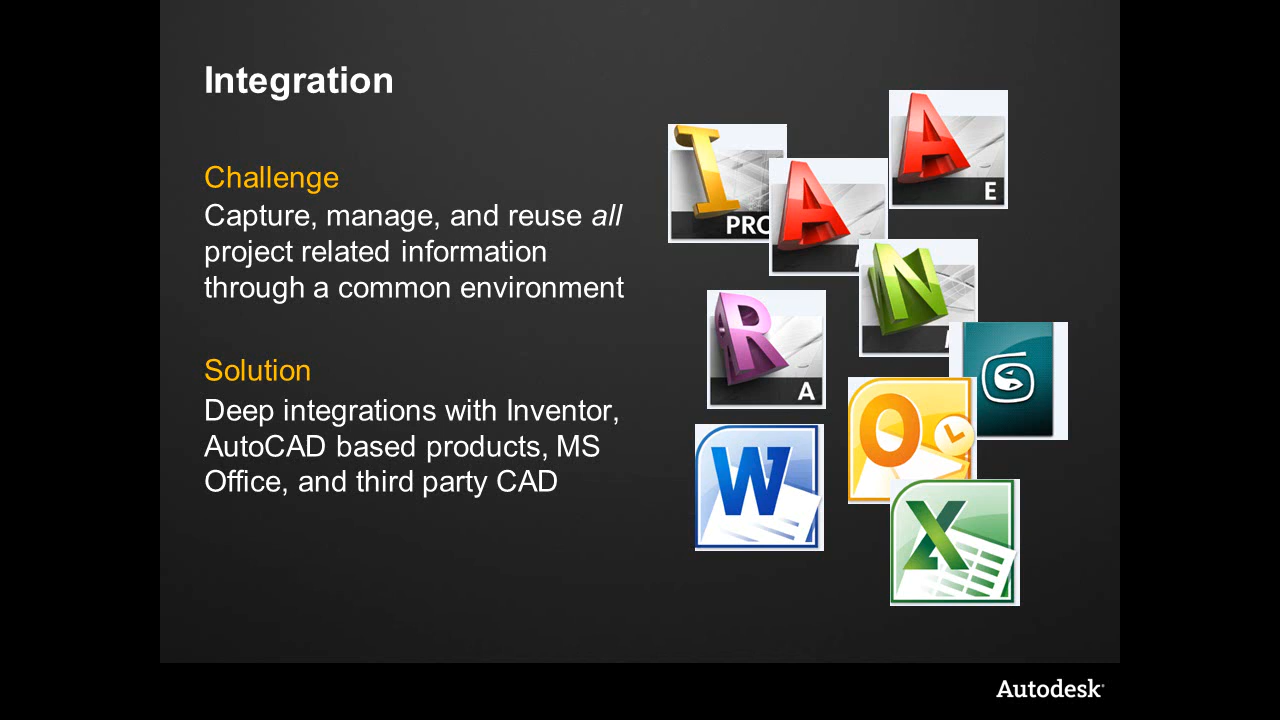 Integration
Challenge
Capture, manage, and reuse all
project related information
through a common environment
Solution
Deep integrations with Inventor,
AutoCAD based products, MS
Office, and third party CAD
I
PRO
A
A
E
N
R
A
O
W
X
Autodesk